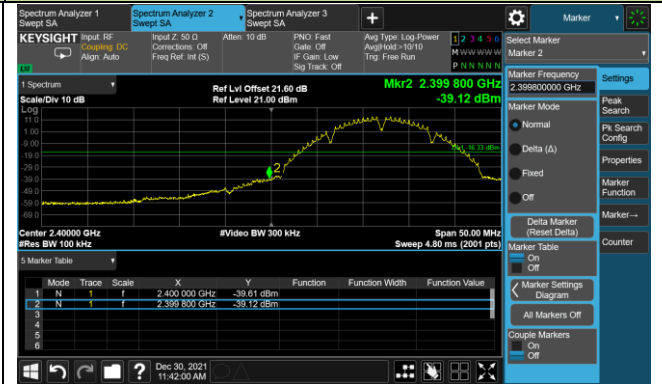 Spectrum Analyzer 1
Swept SA
Spectrum Analyzer 2
Swept SA
Spectrum Analyzer 3
Swept SA
+
Marker
KEYSIGHT
Input: RF
Coupling: DC
Align: Auto
Input Z: 50 Ω
Corrections: Off
Freq Ref: Int (S)
Atten: 10 dB
PNO: Fast
Gate: Off
IF Gain: Low
Sig Track: Off
Avg Type: Log-Power
Avg|Hold:>10/10
Trig: Free Run
1 2 3 4 5 6
M W W W W W
P N N N N N
Select Marker
Marker 2
1 Spectrum
Scale/Div 10 dB
Log
Ref Lvl Offset 21.60 dB
Ref Level 21.00 dBm
Mkr2 2.399 800 GHz
-39.12 dBm
11.0
1.00
-9.00
-19.0
-29.0
-39.0
-49.0
-59.0
-69.0
2
DL1 -16.33 dBm
Center 2.40000 GHz
#Res BW 100 kHz
#Video BW 300 kHz
Span 50.00 MHz
Sweep 4.80 ms (2001 pts)
5 Marker Table
Mode Trace Scale X Y Function Function Width Function Value
1 N 1 f 2.400 000 GHz -39.61 dBm
2 N 1 f 2.399 800 GHz -39.12 dBm
3
4
5
6
Marker Frequency
2.399800000 GHz
Marker Mode
Normal
Delta (Δ)
Fixed
Off
Delta Marker
(Reset Delta)
Marker Table
On
Off
Marker Settings
Diagram
All Markers Off
Couple Markers
On
Off
Settings
Peak
Search
Pk Search
Config
Properties
Marker
Function
Marker→
Counter
?
Dec 30, 2021
11:42:00 AM